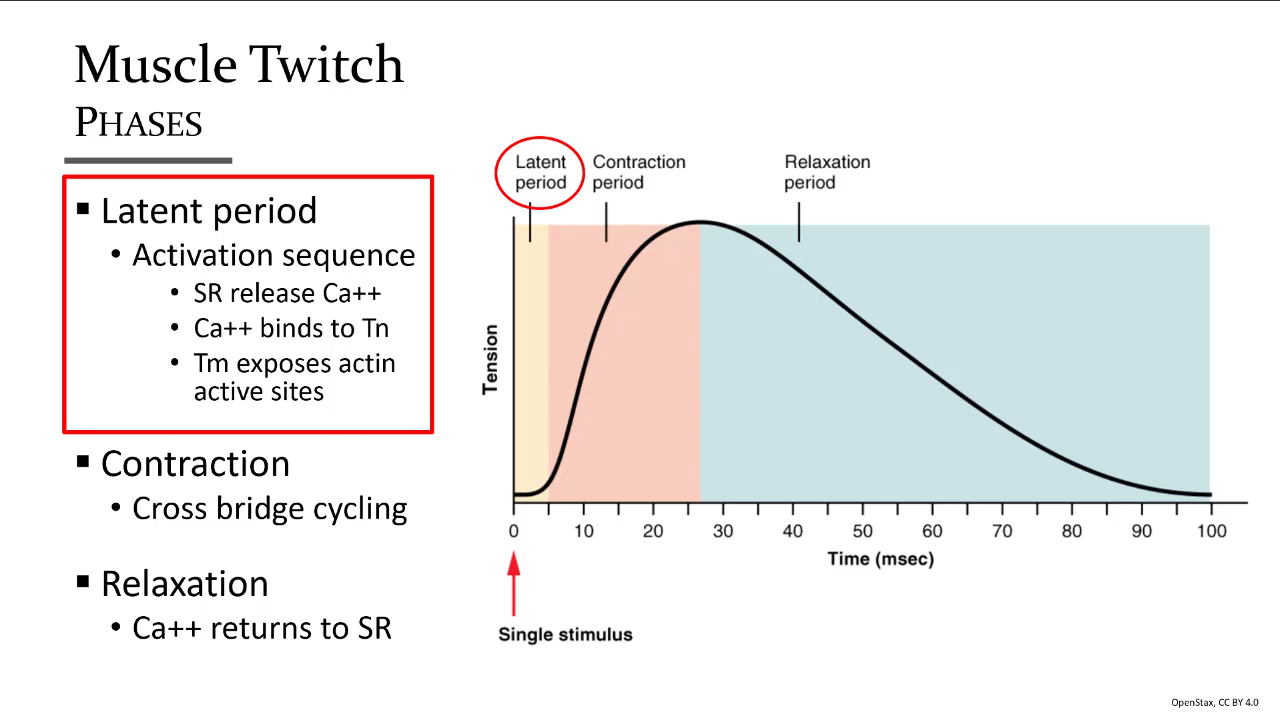 Muscle Twitch
PHASES
▪ Latent period
• Activation sequence
• SR release Ca++
• Ca++ binds to Tn
• Tm exposes actin
active sites
▪ Contraction
• Cross bridge cycling
▪ Relaxation
• Ca++ returns to SR
Latent
period
Contraction
period
Relaxation
period
Tension
0 10 20 30 40 50 60 70 80 90 100
Time (msec)
Single stimulus
OpenStax, CC BY 4.0